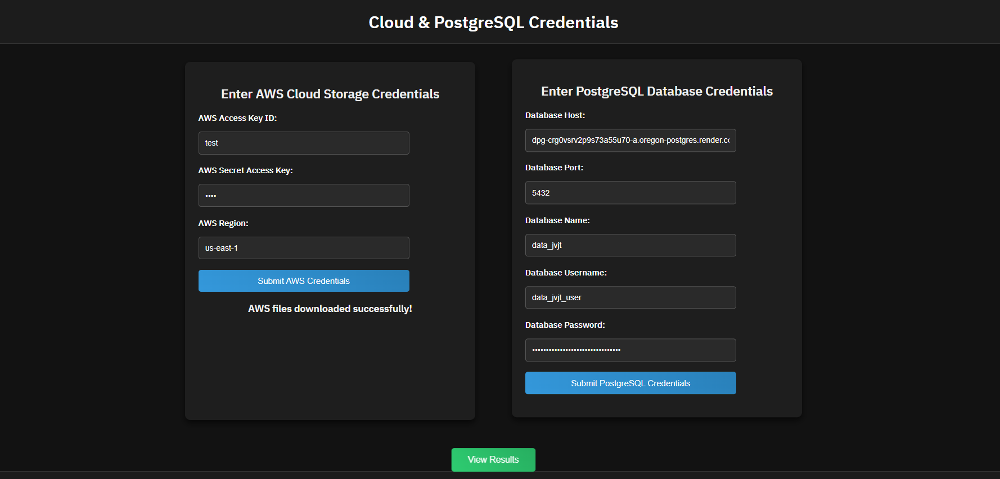 Cloud & PostgreSQL Credentials
Enter AWS Cloud Storage Credentials
AWS Access Key ID:
test
AWS Secret Access Key:
••••
AWS Region:
us-east-1
Submit AWS Credentials
AWS files downloaded successfully!
Enter PostgreSQL Database Credentials
Database Host:
dpg-crg0vsrv2p9s73a55u70-a.oregon-postgres.render.co
Database Port:
5432
Database Name:
data_jvjt
Database Username:
data_jvjt_user
Database Password:
••••••••••••••••••••••••••••••••
Submit PostgreSQL Credentials
View Results